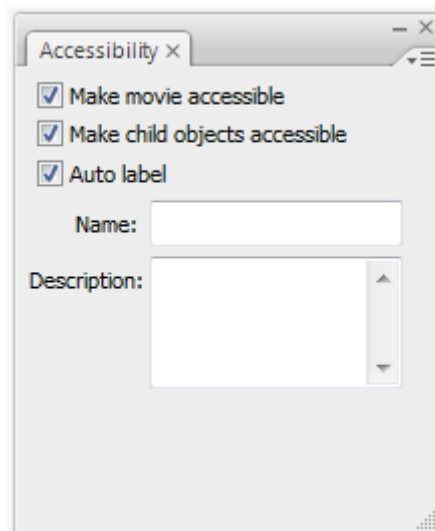 Accessibility
Make movie accessible
Make child objects accessible
Auto label
Name:
Description: